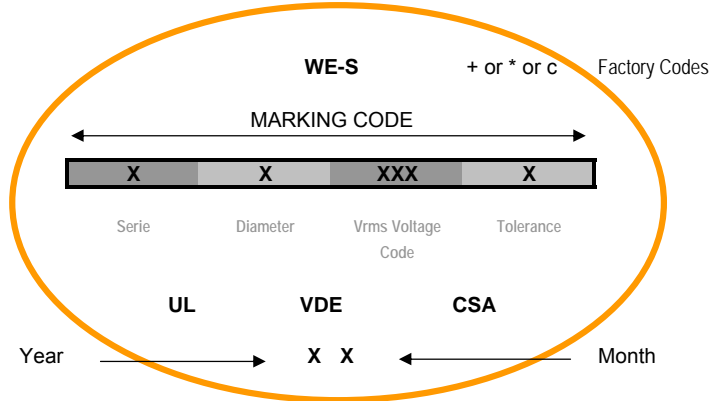 WE-S + or * or c Factory Codes
MARKING CODE
X X XXX X
Serie Diameter Vrms Voltage Tolerance
Code
UL VDE CSA
Year X X Month